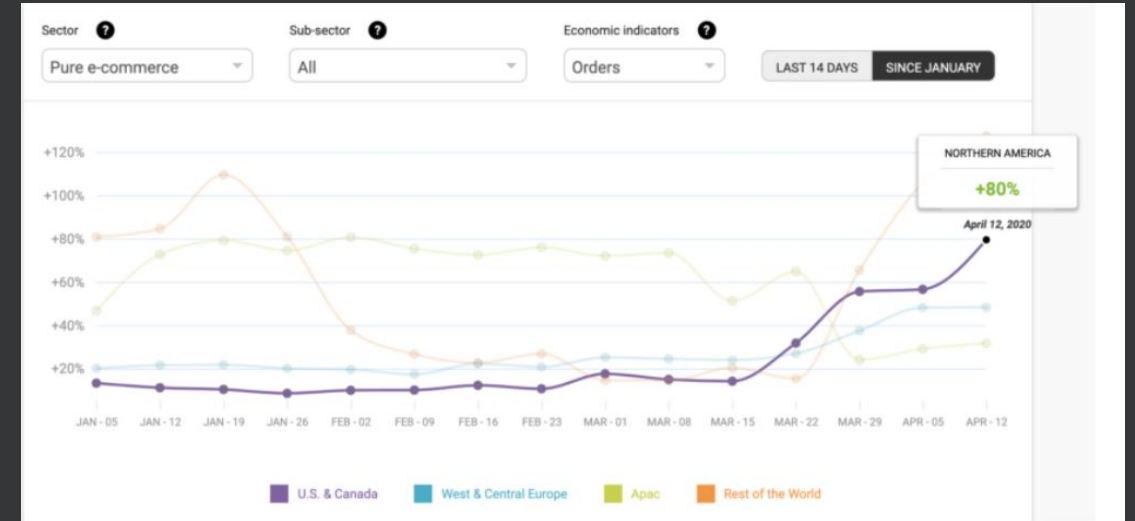 Sector ? Sub-sector ? Economic indicators ?
Pure e-commerce All Orders LAST 14 DAYS SINCE JANUARY
+120%
+100%
+80%
+60%
+40%
+20%
NORTHERN AMERICA
+80%
April 12, 2020
JAN - 05 JAN - 12 JAN - 19 JAN - 26 FEB - 02 FEB - 09 FEB - 16 FEB - 23 MAR - 01 MAR - 08 MAR - 15 MAR - 22 MAR - 29 APR - 05 APR - 12
U.S. & Canada West & Central Europe Apac Rest of the World